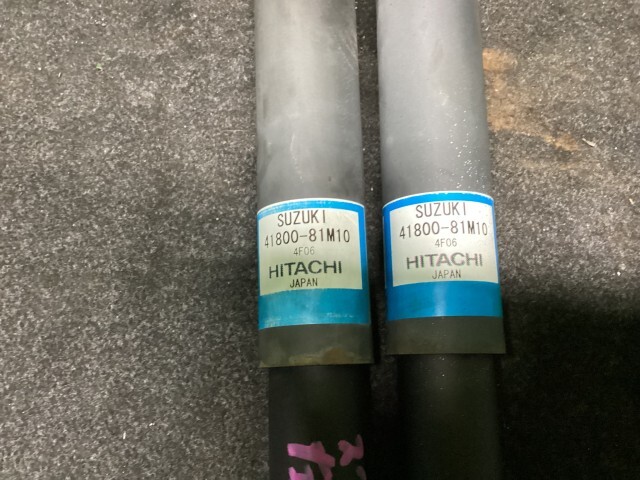 SUZUKI
41800-81M10
4F06
HITACHI
JAPAN
SUZUKI
41800-81M10
4F06
HITACHI
JAPAN